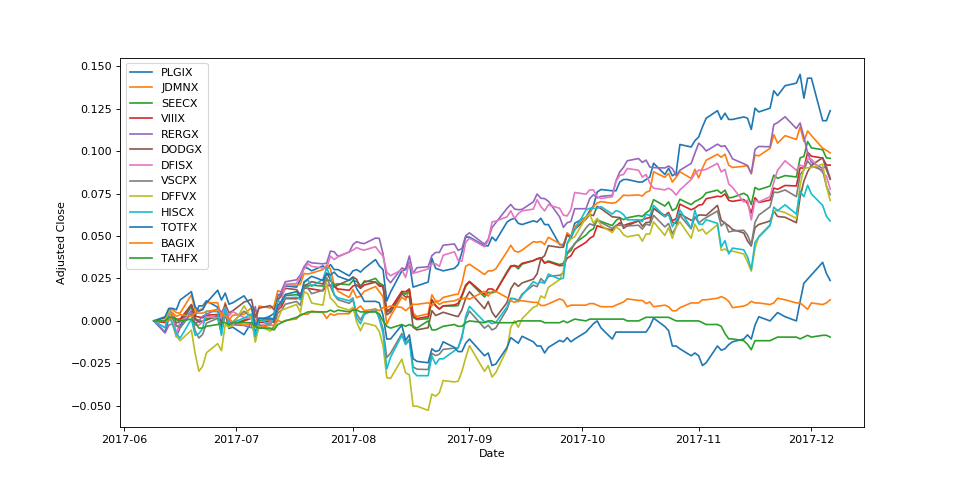 0.150
0.125
0.100
0.075
0.050
0.025
0.000
−0.025
−0.050
Adjusted Close
PLGIX
JDMNX
SEECX
VIIIX
RERGX
DODGX
DFISX
VSCPX
DFFVX
HISCX
TOTFX
BAGIX
TAHFX
2017-06
2017-07
2017-08
2017-09
2017-10
2017-11
2017-12
Date